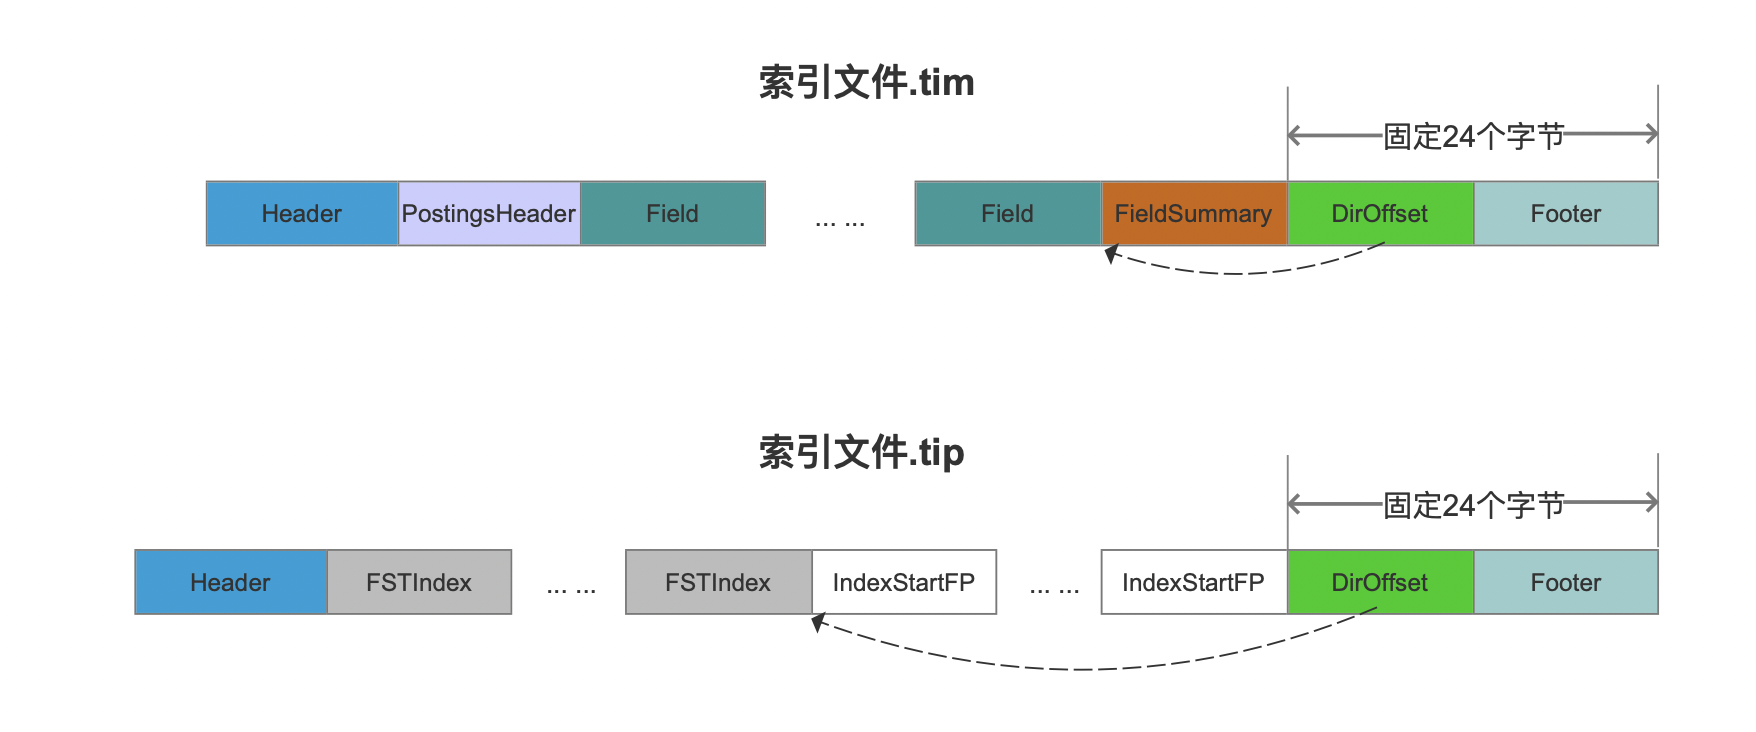 索引文件.tim
固定24个字节
Header PostingsHeader Field ... ... Field FieldSummary DirOffset Footer
索引文件.tip
固定24个字节
Header FSTIndex ... ... FSTIndex IndexStartFP ... ... IndexStartFP DirOffset Footer